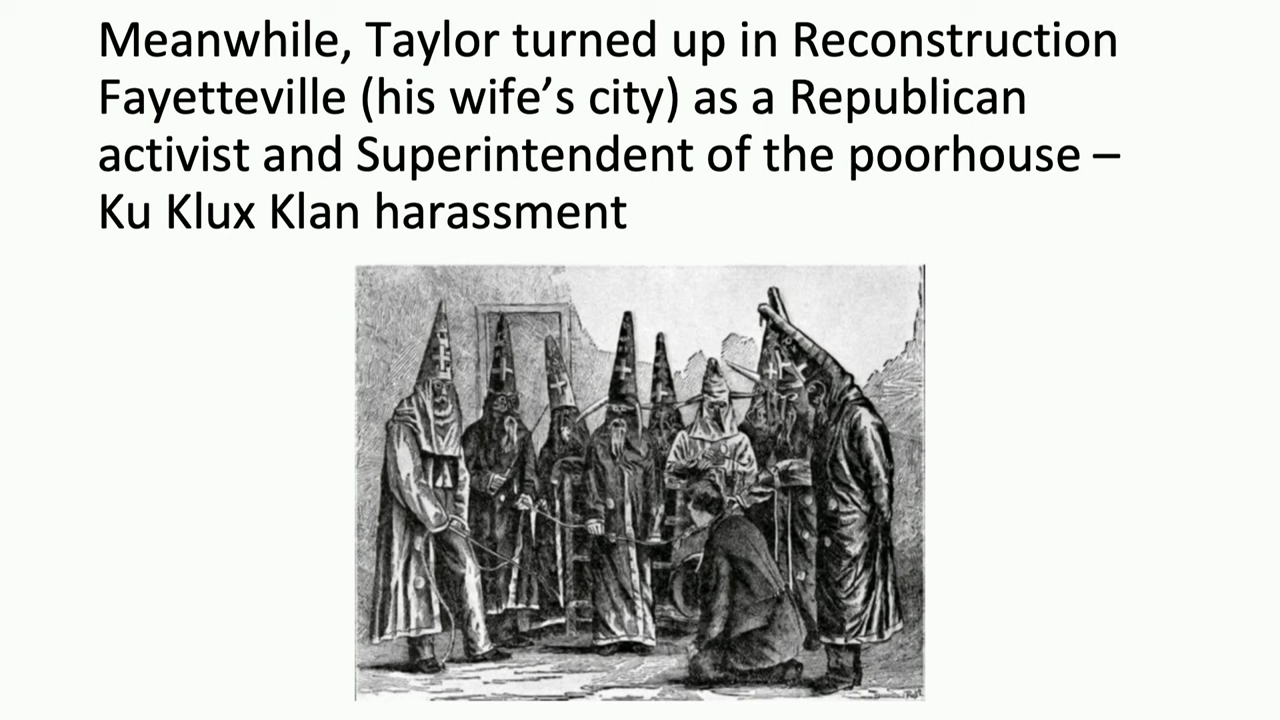 Meanwhile, Taylor turned up in Reconstruction
Fayetteville (his wife’s city) as a Republican
activist and Superintendent of the poorhouse –
Ku Klux Klan harassment